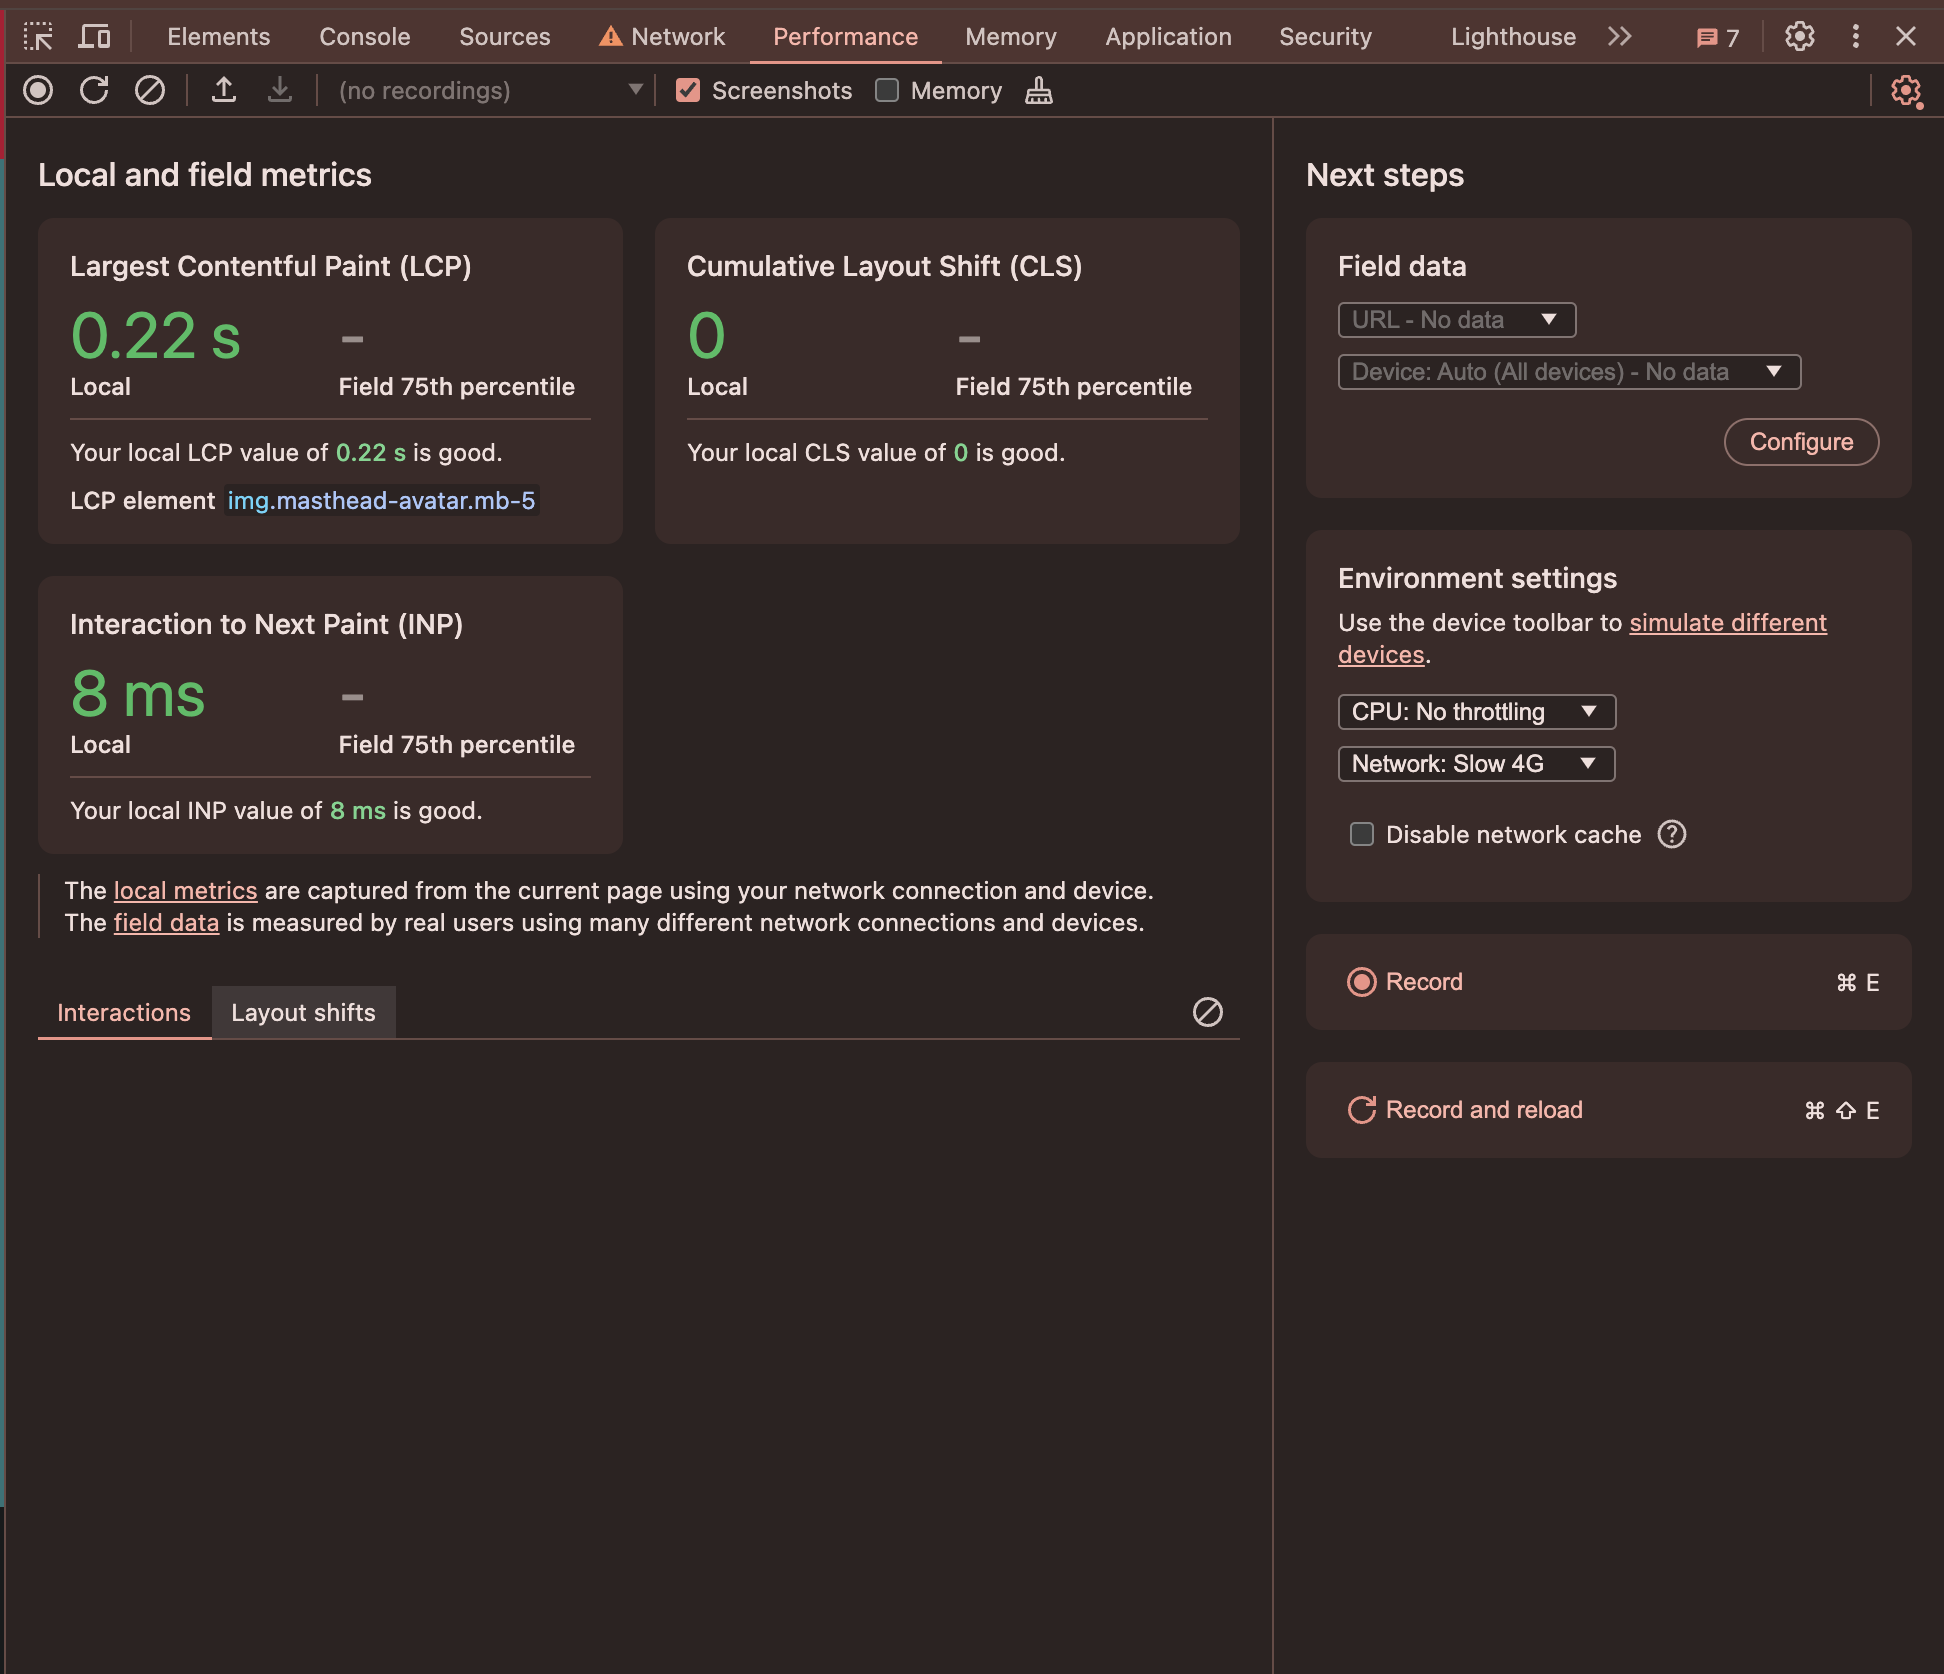 Elements Console Sources Network Performance Memory Application Security Lighthouse 7
(no recordings) Screenshots Memory
Local and field metrics
Largest Contentful Paint (LCP)
0.22 s –
Local Field 75th percentile
Your local LCP value of 0.22 s is good.
LCP element img.masthead-avatar.mb-5
Cumulative Layout Shift (CLS)
0 –
Local Field 75th percentile
Your local CLS value of 0 is good.
Interaction to Next Paint (INP)
8 ms –
Local Field 75th percentile
Your local INP value of 8 ms is good.
The local metrics are captured from the current page using your network connection and device.
The field data is measured by real users using many different network connections and devices.
Interactions Layout shifts
Next steps
Field data
URL - No data
Device: Auto (All devices) - No data
Configure
Environment settings
Use the device toolbar to simulate different
devices.
CPU: No throttling
Network: Slow 4G
Disable network cache
Record ⌘ E
Record and reload ⌘ ⇧ E